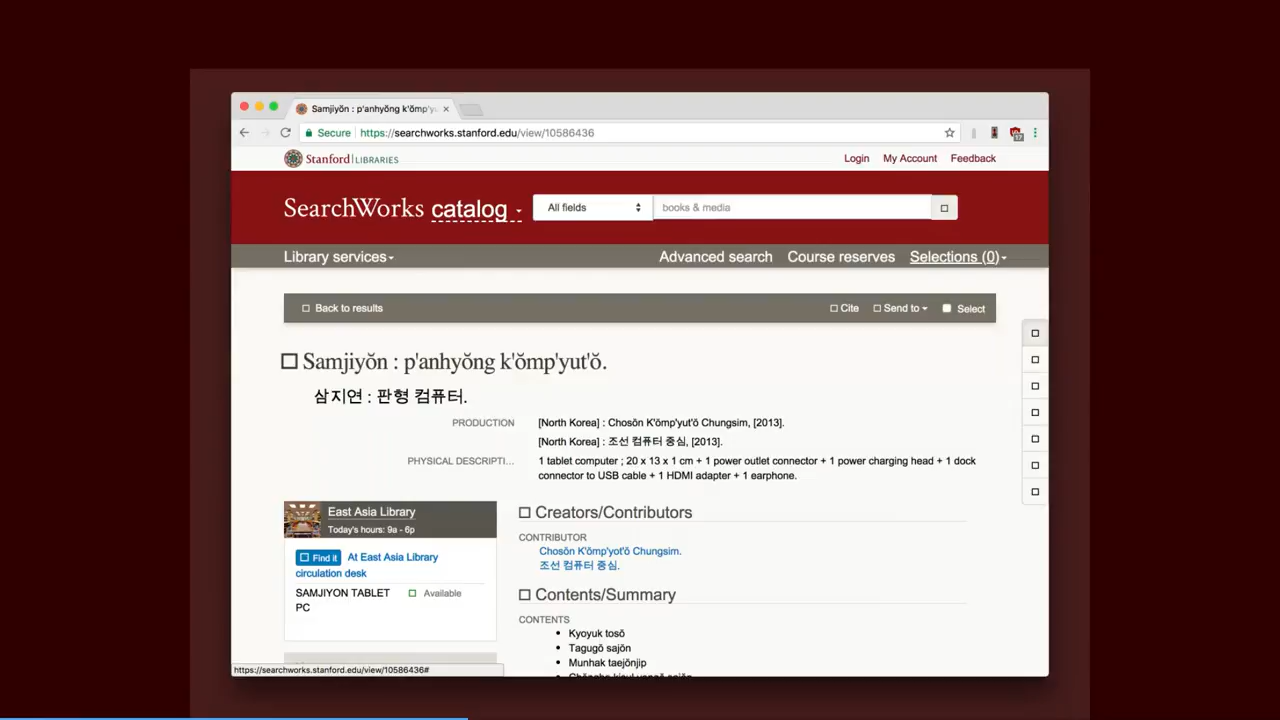 Samjiyŏn : p'anhyŏng k'ŏmp'yu
Secure https://searchworks.stanford.edu/view/10586436
Stanford LIBRARIES
Login My Account Feedback
SearchWorks catalog
All fields books & media
Library services Advanced search Course reserves Selections (0)
Back to results Cite Send to Select
Samjiyŏn : p'anhyŏng k'ŏmp'yut'ŏ.
삼지연 : 판형 컴퓨터.
PRODUCTION [North Korea] : Chosŏn K'ŏmp'yut'ŏ Chungsim, [2013].
[North Korea] : 조선 컴퓨터 중심, [2013].
PHYSICAL DESCRIPTI... 1 tablet computer ; 20 x 13 x 1 cm + 1 power outlet connector + 1 power charging head + 1 dock
connector to USB cable + 1 HDMI adapter + 1 earphone.
East Asia Library
Today's hours: 9a - 6p
Find it At East Asia Library
circulation desk
SAMJIYON TABLET Available
PC
Creators/Contributors
CONTRIBUTOR
Chosŏn K'ŏmp'yot'ŏ Chungsim.
조선 컴퓨터 중심.
Contents/Summary
CONTENTS
Kyoyuk tosŏ
Tagugŏ sajŏn
Munhak taejŏnjip
https://searchworks.stanford.edu/view/10586436#